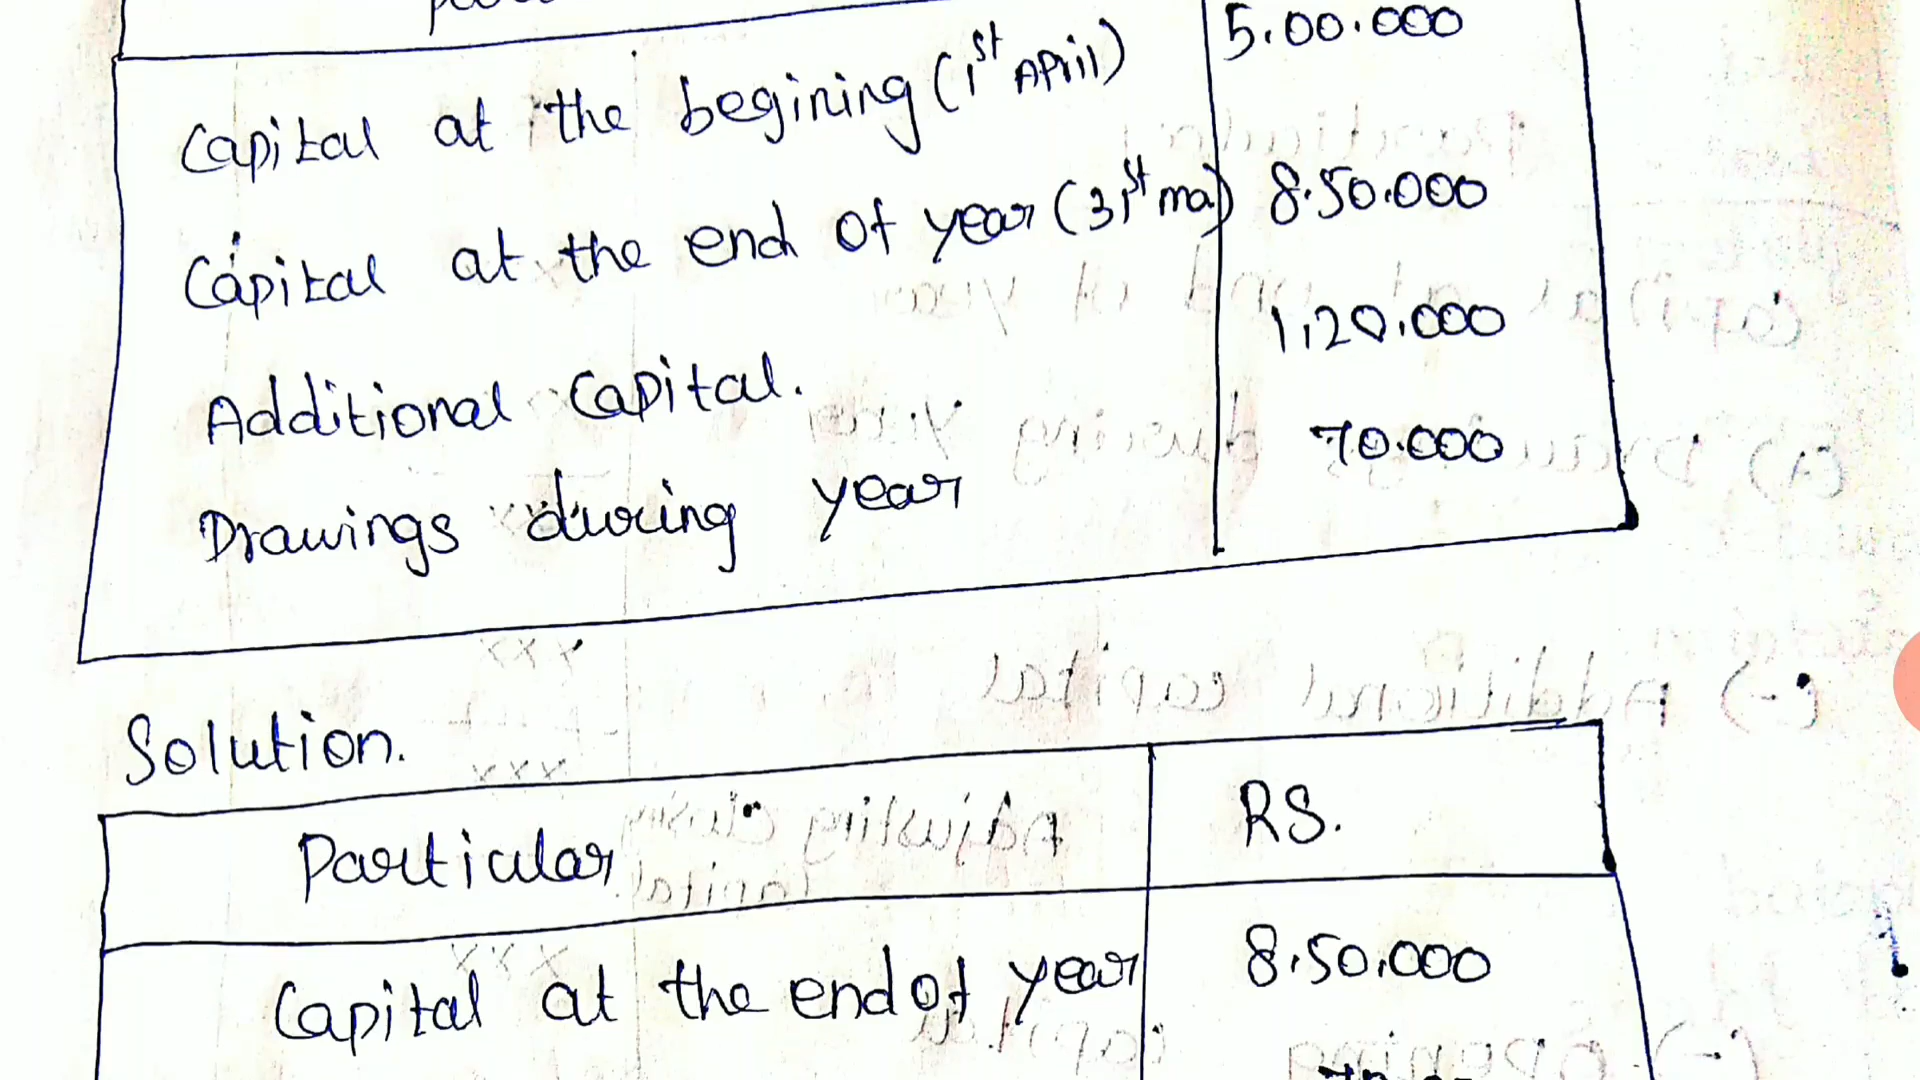 5.00.000
Capital at the begining (1st April)
Capital at the end of year (31st ma) 8.50.000
Additional Capital. 1,20,000
Drawings during year 70.000
Solution.
Particular RS.
Capital at the end of year 8,50,000